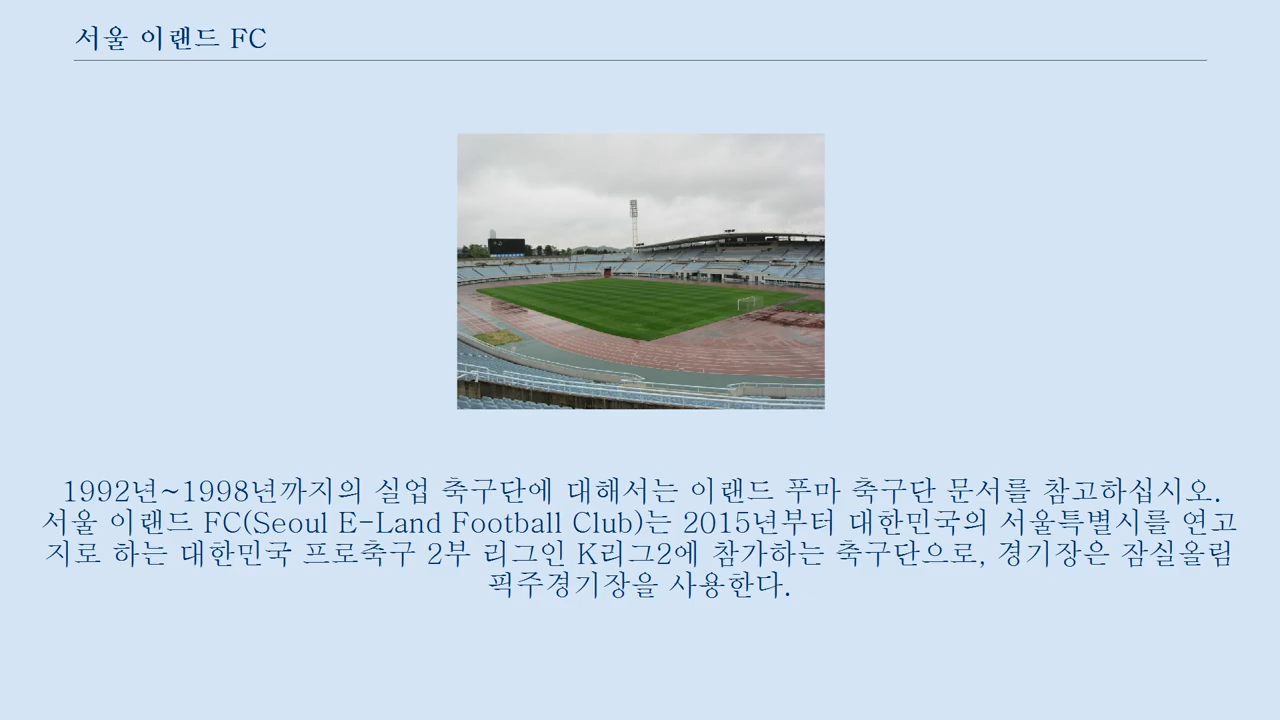 서울 이랜드 FC
1992년~1998년까지의 실업 축구단에 대해서는 이랜드 푸마 축구단 문서를 참고하십시오.
서울 이랜드 FC(Seoul E-Land Football Club)는 2015년부터 대한민국의 서울특별시를 연고
지로 하는 대한민국 프로축구 2부 리그인 K리그2에 참가하는 축구단으로, 경기장은 잠실올림
픽주경기장을 사용한다.